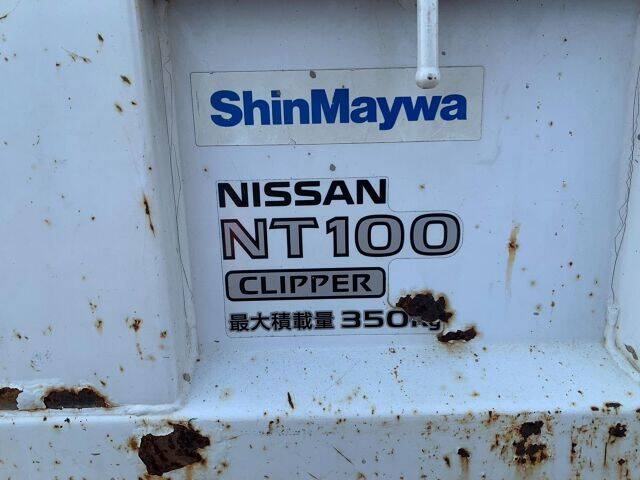 ShinMaywa
NISSAN
NT100
CLIPPER
最大積載量 350kg